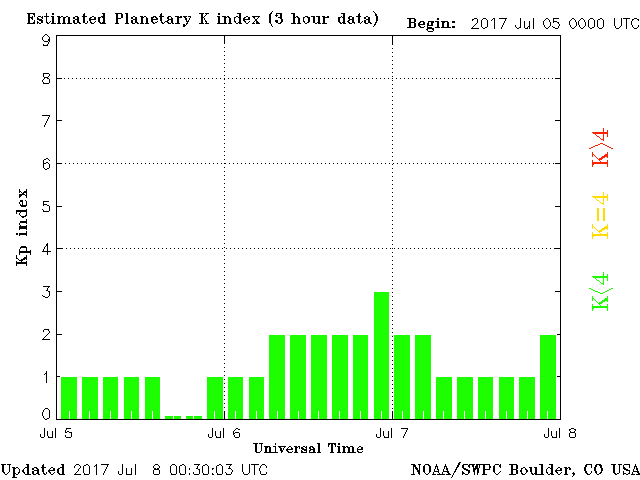 Estimated Planetary K index (3 hour data) Begin: 2017 Jul 05 0000 UTC
9
8
7
6
5
4
3
2
1
0
Kp index
K>4
K=4
K<4
Jul 5 Jul 6 Jul 7 Jul 8
Universal Time
Updated 2017 Jul 8 00:30:03 UTC NOAA/SWPC Boulder, CO USA